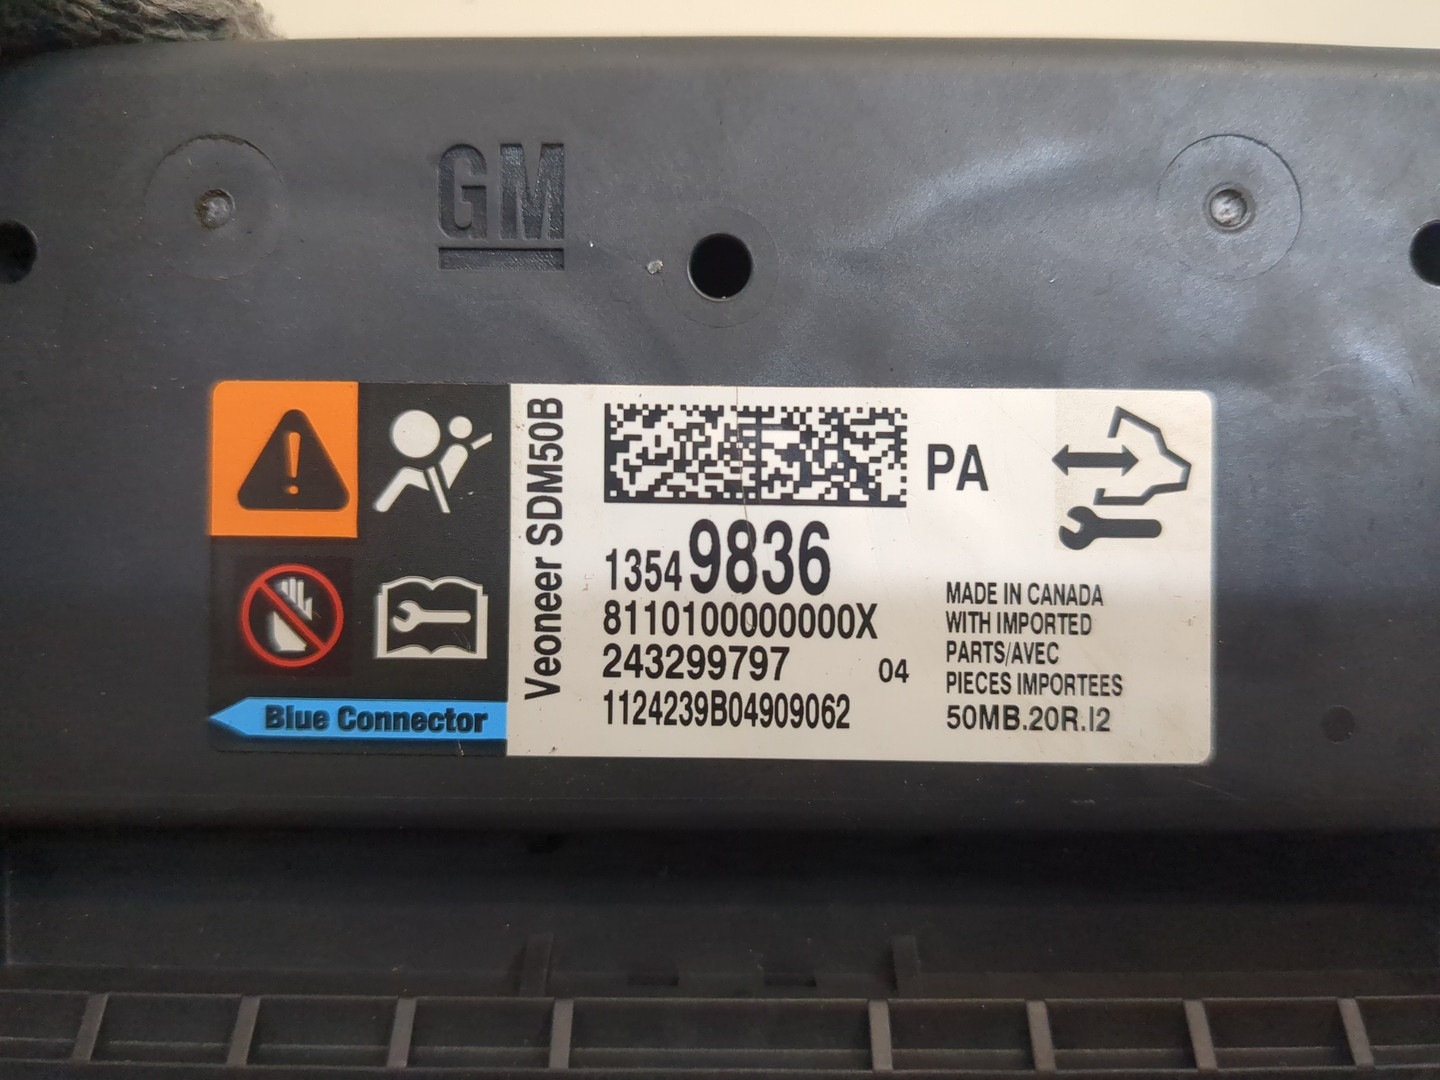 GM
Veoneer SDM50B
PA
13549836
8110100000000X
243299797 04
1124239B04909062
MADE IN CANADA
WITH IMPORTED
PARTS/AVEC
PIECES IMPORTEES
50MB.20R.I2
Blue Connector